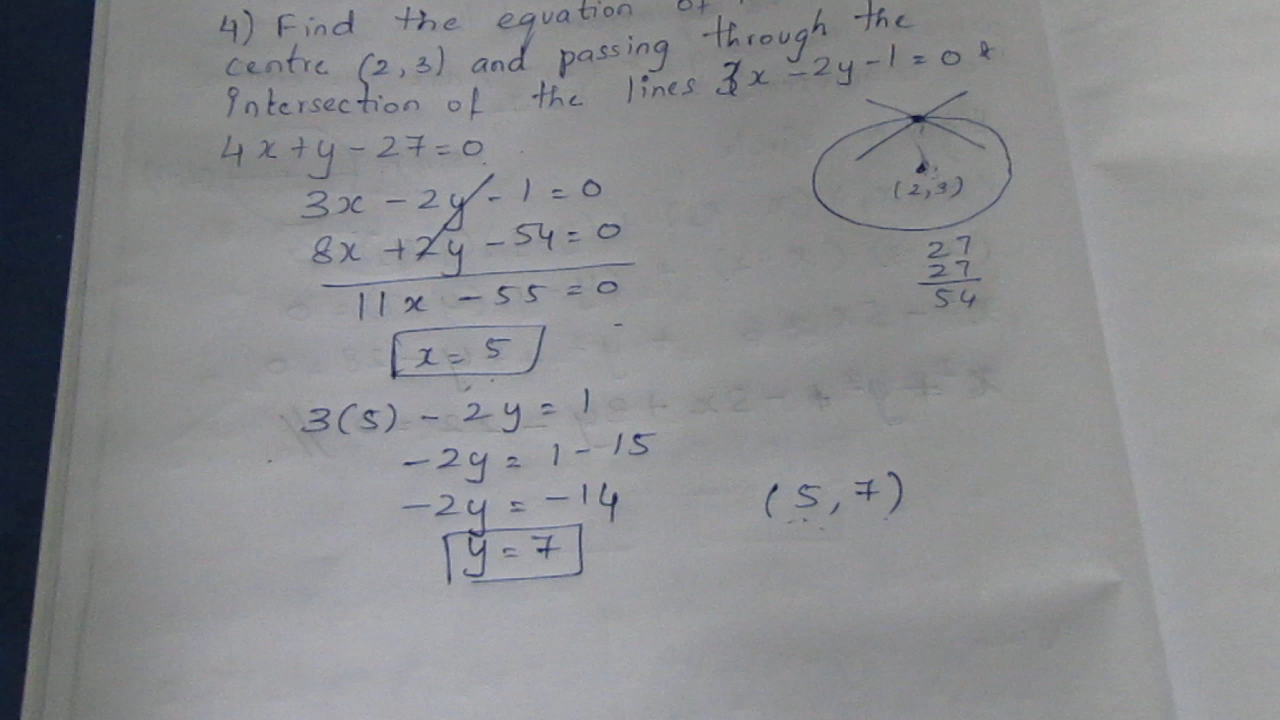 4) Find the equation of
centre (2,3) and passing through the
intersection of the lines 3x - 2y - 1 = 0 &
4x + y - 27 = 0
3x - 2y - 1 = 0
8x + 2y - 54 = 0
11x - 55 = 0
x = 5
3(5) - 2y = 1
-2y = 1 - 15
-2y = -14
y = 7
(2,3)
27
27
54
(5,7)